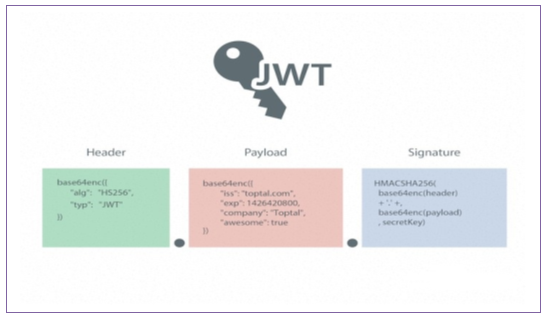 JWT
Header
base64enc({
"alg": "HS256",
"typ": "JWT"
})
Payload
base64enc({
"iss": "toptal.com",
"exp": 1426420800,
"company": "Toptal",
"awesome": true
})
Signature
HMACSHA256(
base64enc(header)
+ '.' +,
base64enc(payload)
, secretKey)